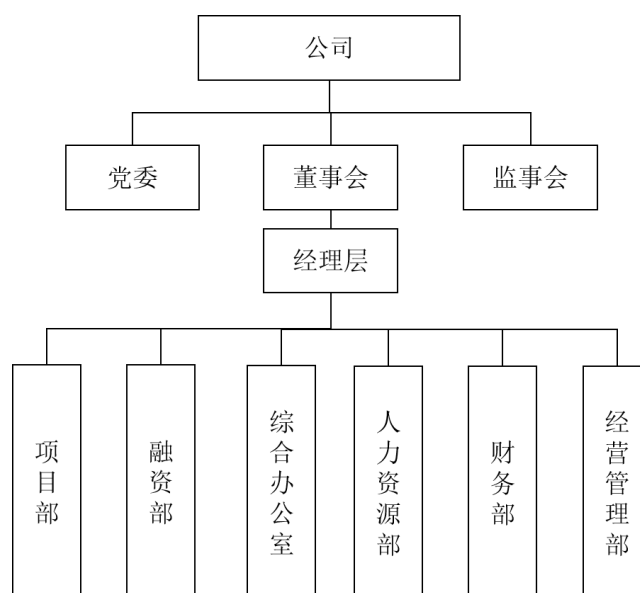 公司
党委
董事会
监事会
经理层
项目部
融资部
综合办公室
人力资源部
财务部
经营管理部